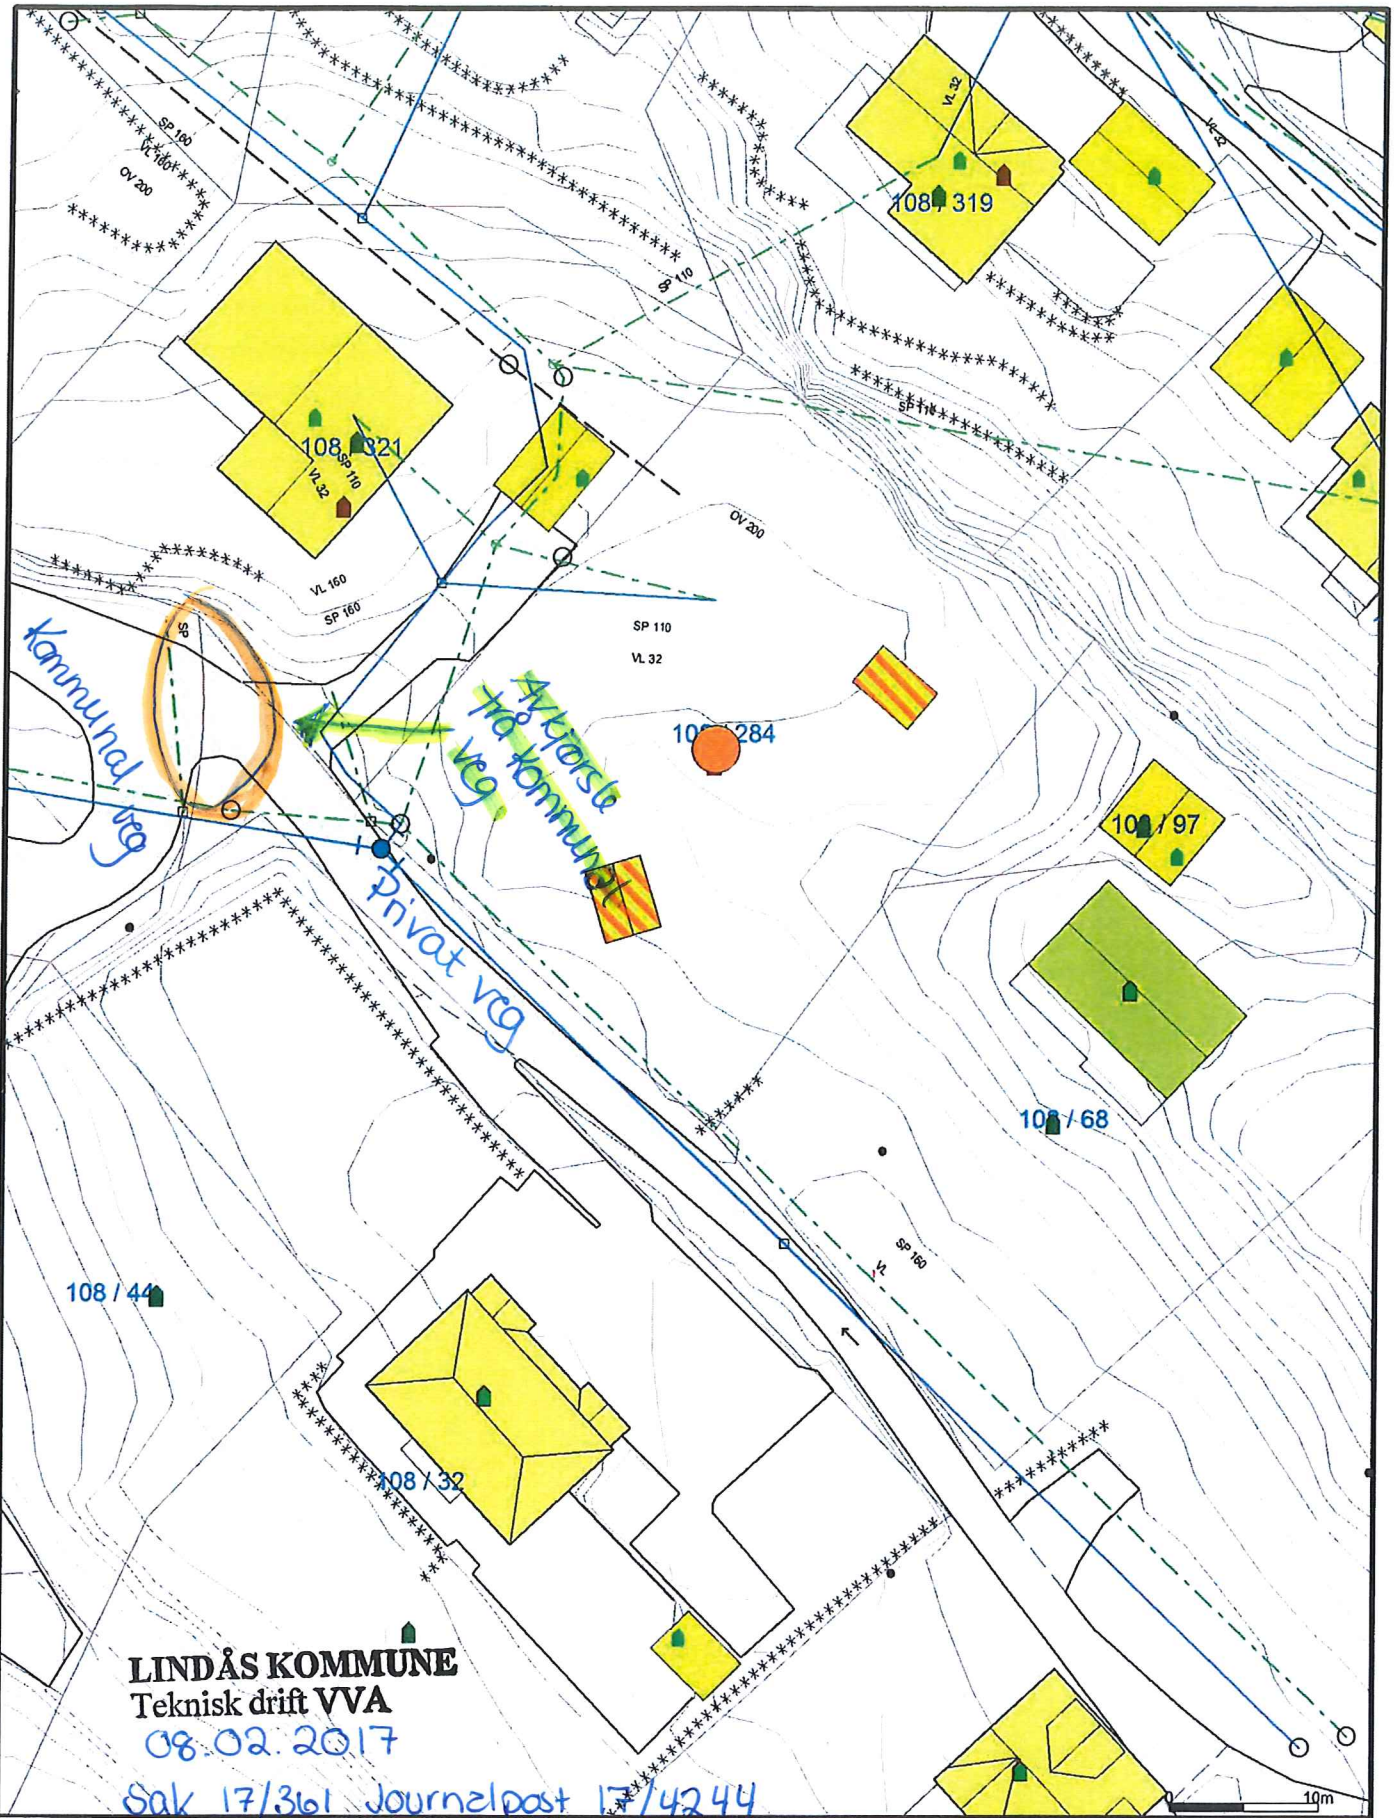 SP 160
VL 160
OV 200
VL 32
VL 32
108 / 319
SP 110
SP 110
108 / 321
SP 110
VL 32
OV 200
VL 160
SP 160
SP
SP 110
VL 32
Kommunal veg
Avkjørsle
frå kommunal
veg
284
/ 97
Privat veg
108 / 68
SP 160
VL
108 / 44
108 / 32
LINDÅS KOMMUNE
Teknisk drift VVA
08.02.2017
Sak 17/361 Journalpost 17/4244
0 10m